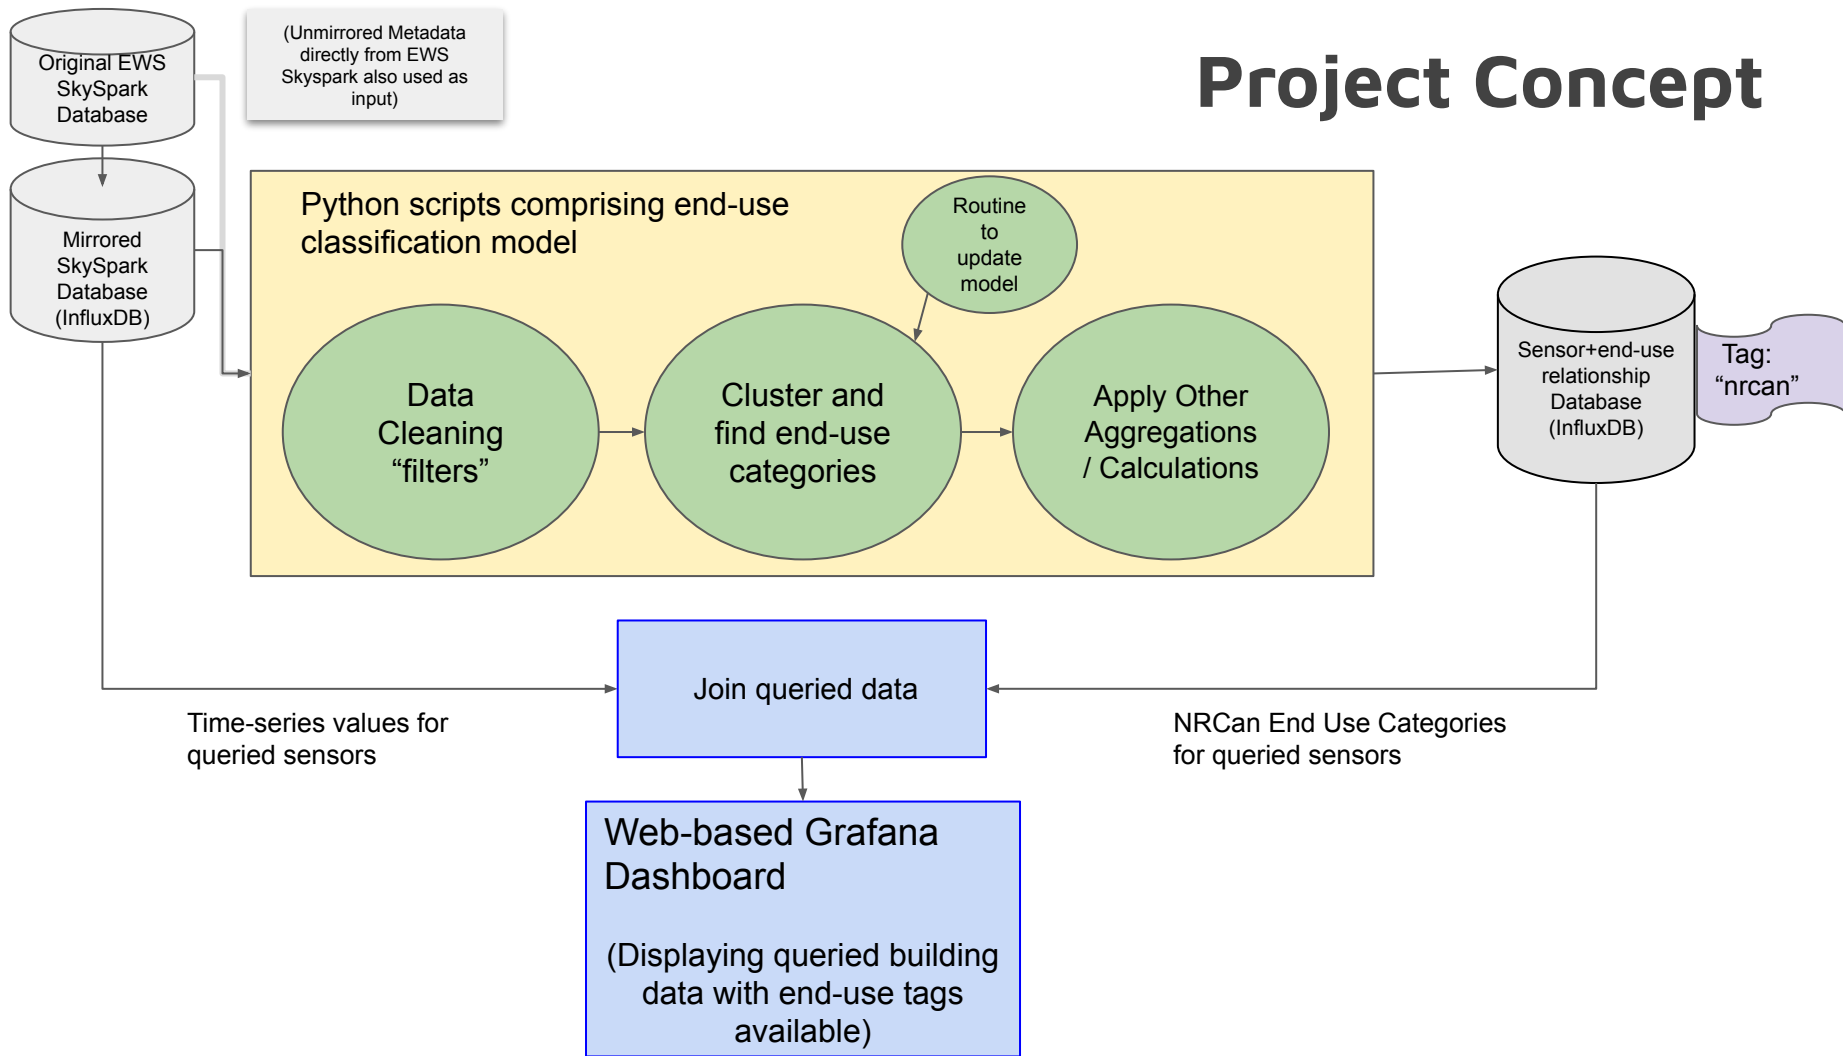 Project Concept
Original EWS
SkySpark
Database
(Unmirrored Metadata
directly from EWS
Skyspark also used as
input)
Mirrored
SkySpark
Database
(InfluxDB)
Python scripts comprising end-use
classification model
Routine
to
update
model
Data
Cleaning
“filters”
Cluster and
find end-use
categories
Apply Other
Aggregations
/ Calculations
Sensor+end-use
relationship
Database
(InfluxDB)
Tag:
“nrcan”
Join queried data
Time-series values for
queried sensors
NRCan End Use Categories
for queried sensors
Web-based Grafana
Dashboard
(Displaying queried building
data with end-use tags
available)